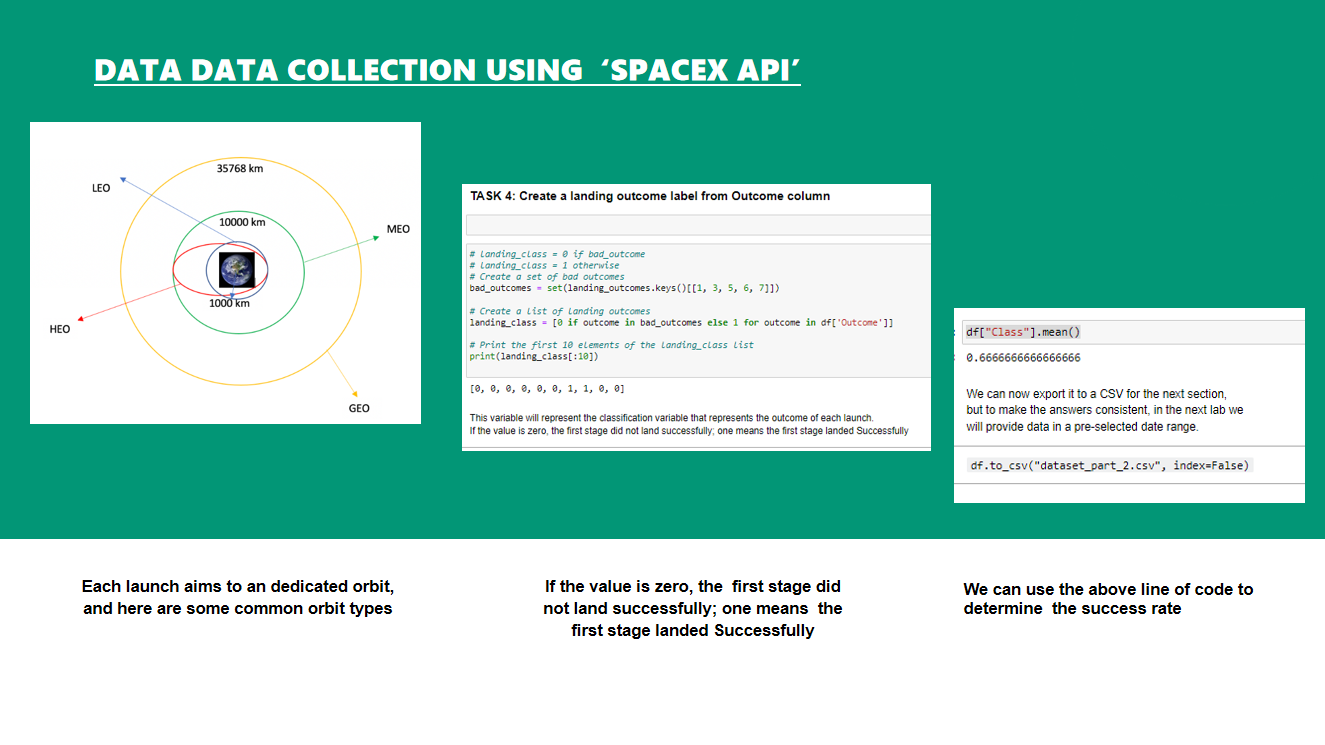 DATA DATA COLLECTION USING ‘SPACEX API’
35768 km
LEO
10000 km
MEO
1000 km
HEO
GEO
TASK 4: Create a landing outcome label from Outcome column
# landing_class = 0 if bad_outcome
# landing_class = 1 otherwise
# Create a set of bad outcomes
bad_outcomes = set(landing_outcomes.keys()[[1, 3, 5, 6, 7]])
# Create a list of landing outcomes
landing_class = [0 if outcome in bad_outcomes else 1 for outcome in df['Outcome']]
# Print the first 10 elements of the landing_class list
print(landing_class[:10])
[0, 0, 0, 0, 0, 0, 1, 1, 0, 0]
This variable will represent the classification variable that represents the outcome of each launch.
If the value is zero, the first stage did not land successfully; one means the first stage landed Successfully
df["Class"].mean()
0.6666666666666666
We can now export it to a CSV for the next section,
but to make the answers consistent, in the next lab we
will provide data in a pre-selected date range.
df.to_csv("dataset_part_2.csv", index=False)
Each launch aims to an dedicated orbit,
and here are some common orbit types
If the value is zero, the first stage did
not land successfully; one means the
first stage landed Successfully
We can use the above line of code to
determine the success rate